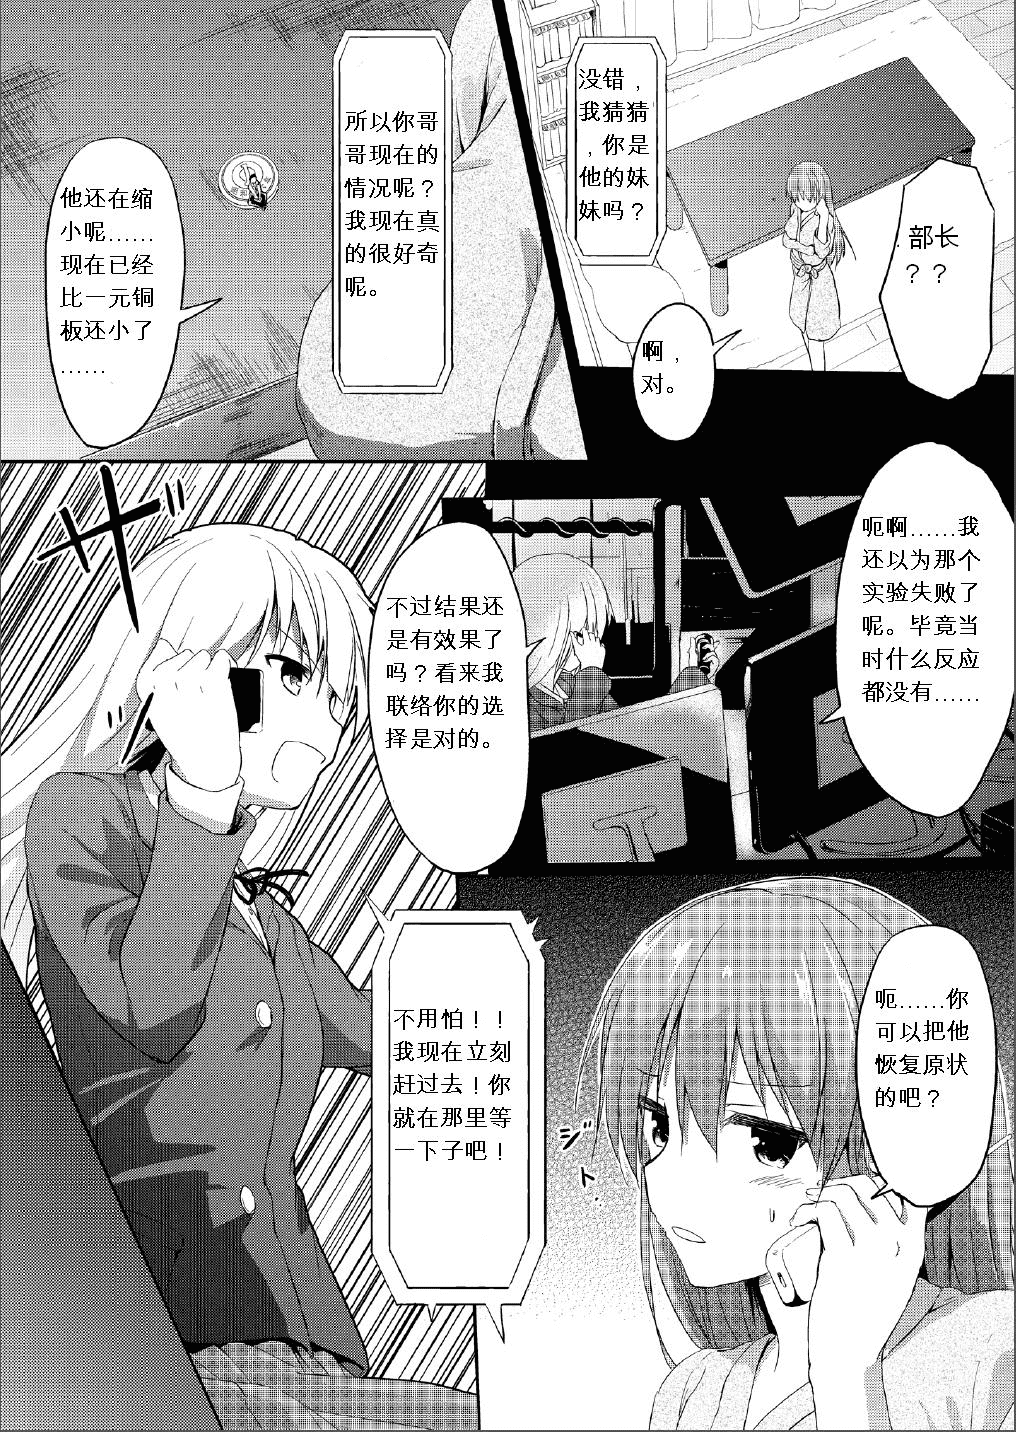 部长
？？
没错，
我猜猜
，你是
他的妹
妹吗？
啊，
对。
所以你哥
哥现在的
情况呢？
我现在真
的很好奇
呢。
他还在缩
小呢……
现在已经
比一元铜
板还小了
……
呃啊……我
还以为那个
实验失败了
呢。毕竟当
时什么反应
都没有……
不过结果还
是有效果了
吗？看来我
联络你的选
择是对的。
呃……你
可以把他
恢复原状
的吧？
ジト
不用怕！！
我现在立刻
赶过去！你
就在那里等
一下子吧！